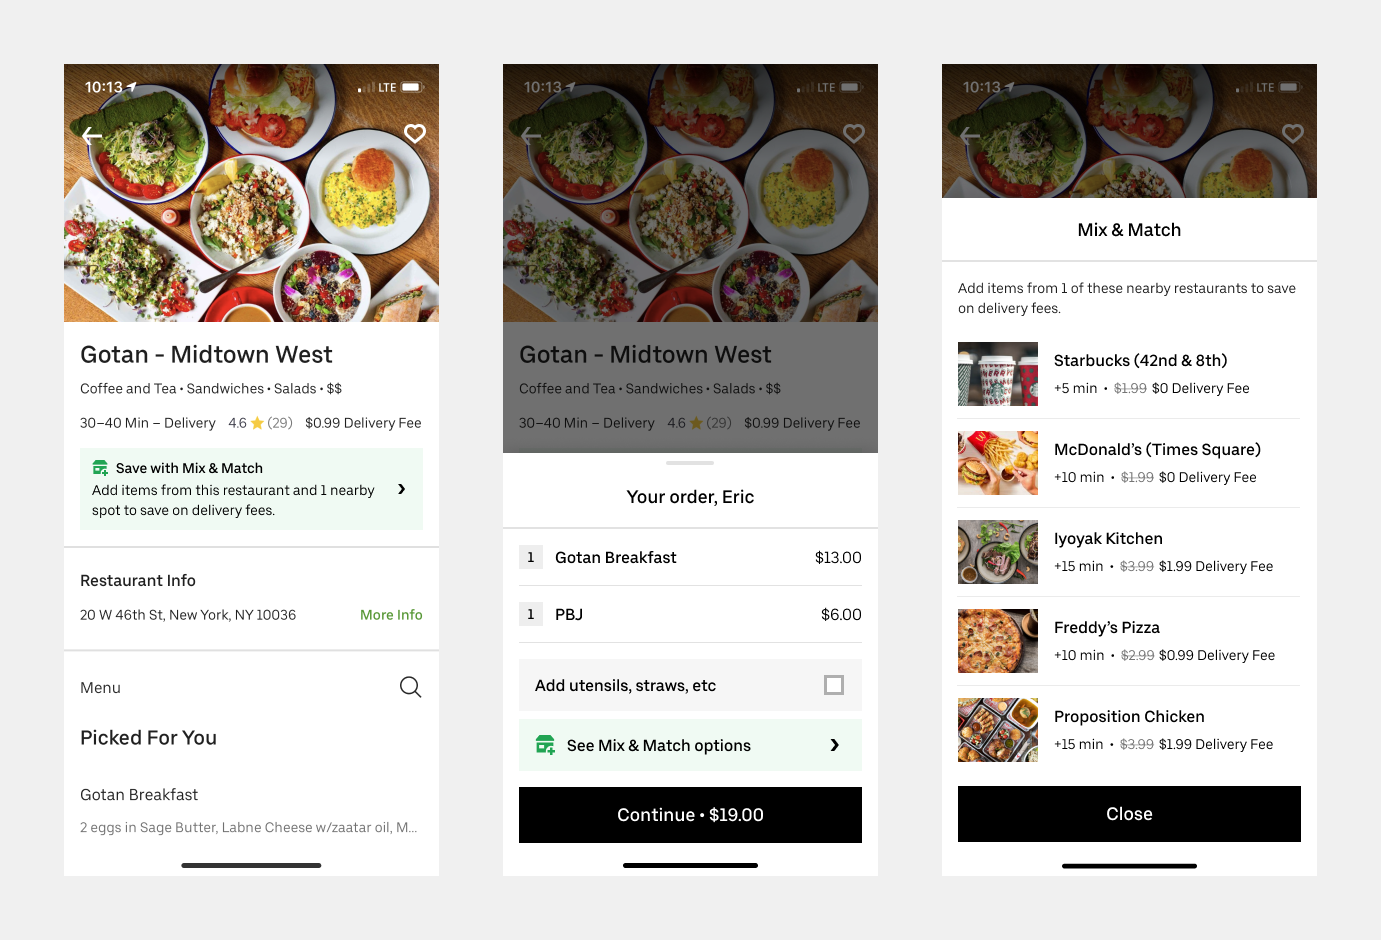 10:13
LTE
Gotan - Midtown West
Coffee and Tea • Sandwiches • Salads • $$
30–40 Min – Delivery 4.6 (29) $0.99 Delivery Fee
Save with Mix & Match
Add items from this restaurant and 1 nearby
spot to save on delivery fees.
Restaurant Info
20 W 46th St, New York, NY 10036 More Info
Menu
Picked For You
Gotan Breakfast
2 eggs in Sage Butter, Labne Cheese w/zaatar oil, M...
10:13
LTE
Gotan - Midtown West
Coffee and Tea • Sandwiches • Salads • $$
30–40 Min – Delivery 4.6 (29) $0.99 Delivery Fee
Your order, Eric
1 Gotan Breakfast $13.00
1 PBJ $6.00
Add utensils, straws, etc
See Mix & Match options
Continue • $19.00
10:13
LTE
Mix & Match
Add items from 1 of these nearby restaurants to save
on delivery fees.
Starbucks (42nd & 8th)
+5 min • $1.99 $0 Delivery Fee
McDonald’s (Times Square)
+10 min • $1.99 $0 Delivery Fee
Iyoyak Kitchen
+15 min • $3.99 $1.99 Delivery Fee
Freddy’s Pizza
+10 min • $2.99 $0.99 Delivery Fee
Proposition Chicken
+15 min • $3.99 $1.99 Delivery Fee
Close